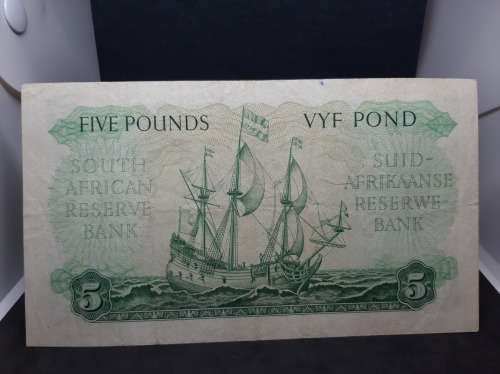 FIVE POUNDS
VYF POND
SOUTH
AFRICAN
RESERVE
BANK
SUID-
AFRIKAANSE
RESERWE
BANK
5
5